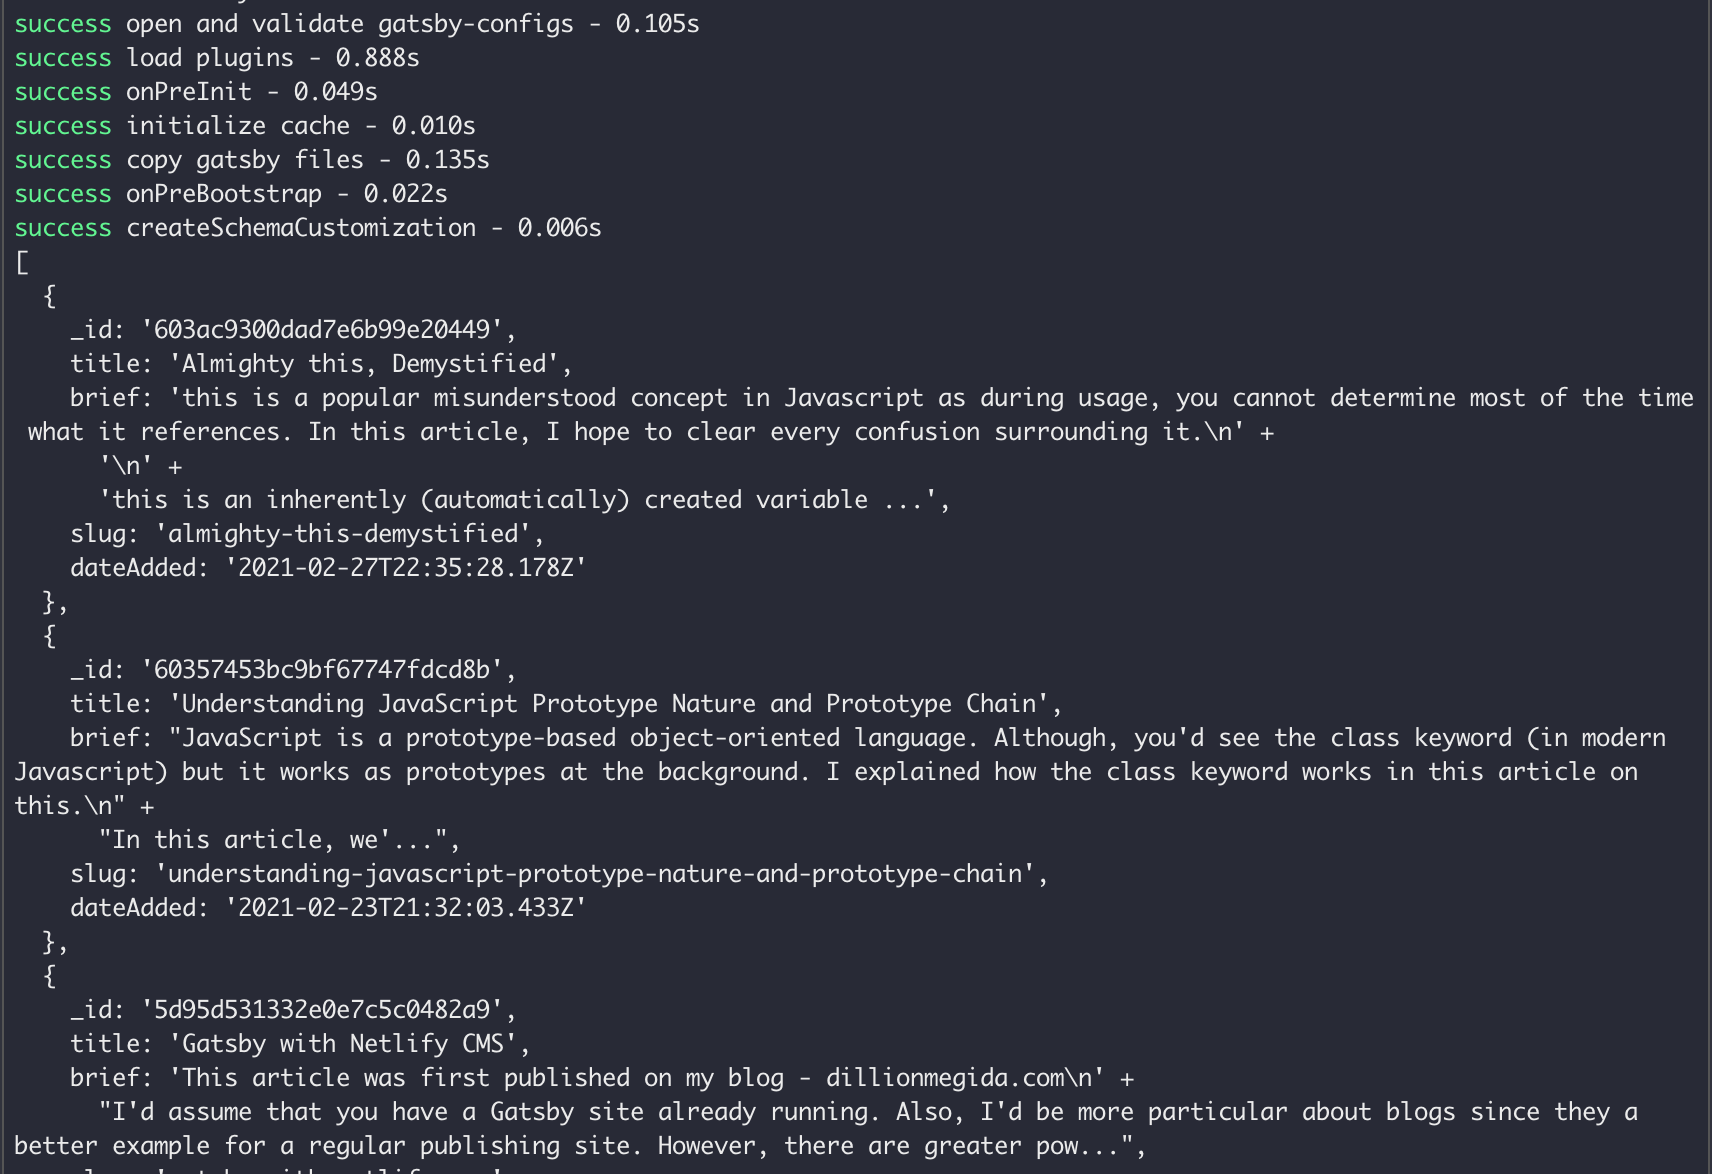 success open and validate gatsby-configs - 0.105s
success load plugins - 0.888s
success onPreInit - 0.049s
success initialize cache - 0.010s
success copy gatsby files - 0.135s
success onPreBootstrap - 0.022s
success createSchemaCustomization - 0.006s
[
  {
    _id: '603ac9300dad7e6b99e20449',
    title: 'Almighty this, Demystified',
    brief: 'this is a popular misunderstood concept in Javascript as during usage, you cannot determine most of the time
 what it references. In this article, I hope to clear every confusion surrounding it.\n' +
      '\n' +
      'this is an inherently (automatically) created variable ...',
    slug: 'almighty-this-demystified',
    dateAdded: '2021-02-27T22:35:28.178Z'
  },
  {
    _id: '60357453bc9bf67747fdcd8b',
    title: 'Understanding JavaScript Prototype Nature and Prototype Chain',
    brief: "JavaScript is a prototype-based object-oriented language. Although, you'd see the class keyword (in modern
Javascript) but it works as prototypes at the background. I explained how the class keyword works in this article on
this.\n" +
      "In this article, we'...",
    slug: 'understanding-javascript-prototype-nature-and-prototype-chain',
    dateAdded: '2021-02-23T21:32:03.433Z'
  },
  {
    _id: '5d95d531332e0e7c5c0482a9',
    title: 'Gatsby with Netlify CMS',
    brief: 'This article was first published on my blog - dillionmegida.com\n' +
      "I'd assume that you have a Gatsby site already running. Also, I'd be more particular about blogs since they a
better example for a regular publishing site. However, there are greater pow...",